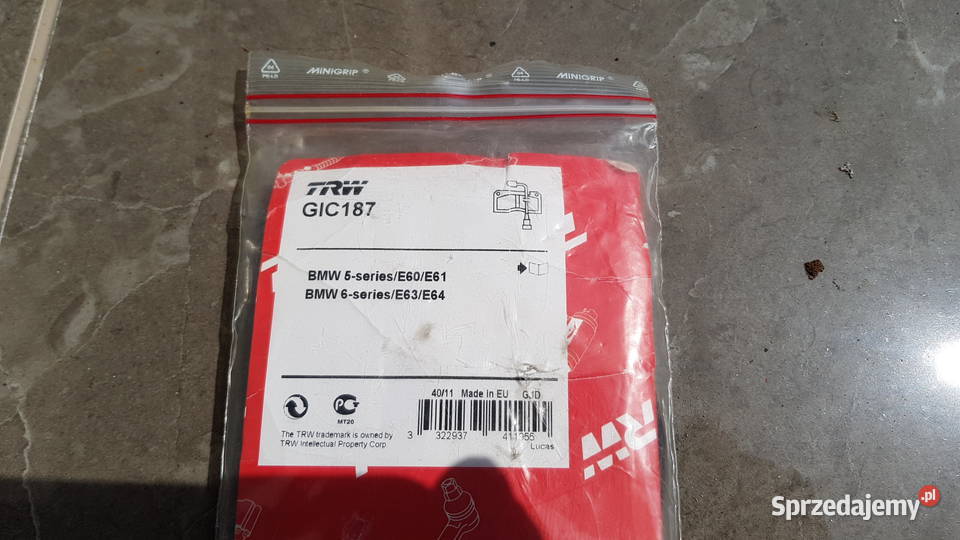 MINIGRIP ®
MINIGRIP ®
TRW
GIC187
BMW 5-series/E60/E61
BMW 6-series/E63/E64
40/11 Made in EU GJD
MT20
3 322937
The TRW trademark is owned by
TRW Intellectual Property Corp.
Lucas
TRW
Sprzedajemy.pl